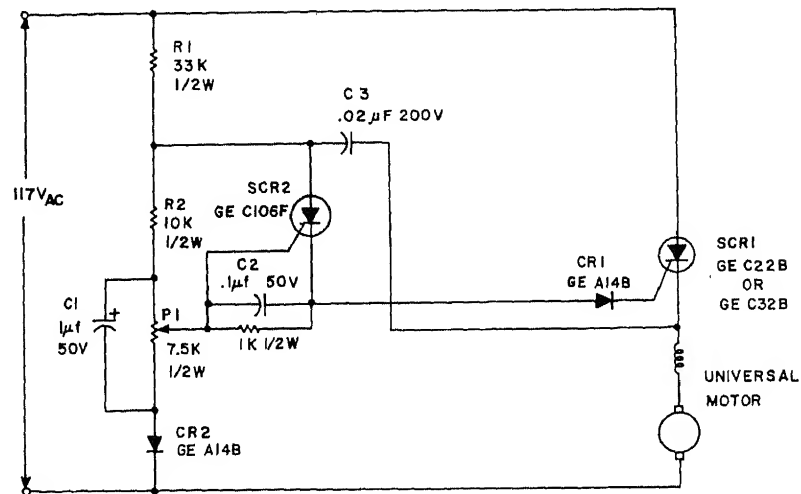 R1
33K
1/2W
C3
.02µF 200V
117VAC
R2
10K
1/2W
SCR2
GE C106F
C2
.1µf 50V
C1
1µf
50V
+
P1
7.5K
1/2W
1K 1/2W
CR1
GE A14B
SCR1
GE C22B
OR
GE C32B
UNIVERSAL
MOTOR
CR2
GE A14B